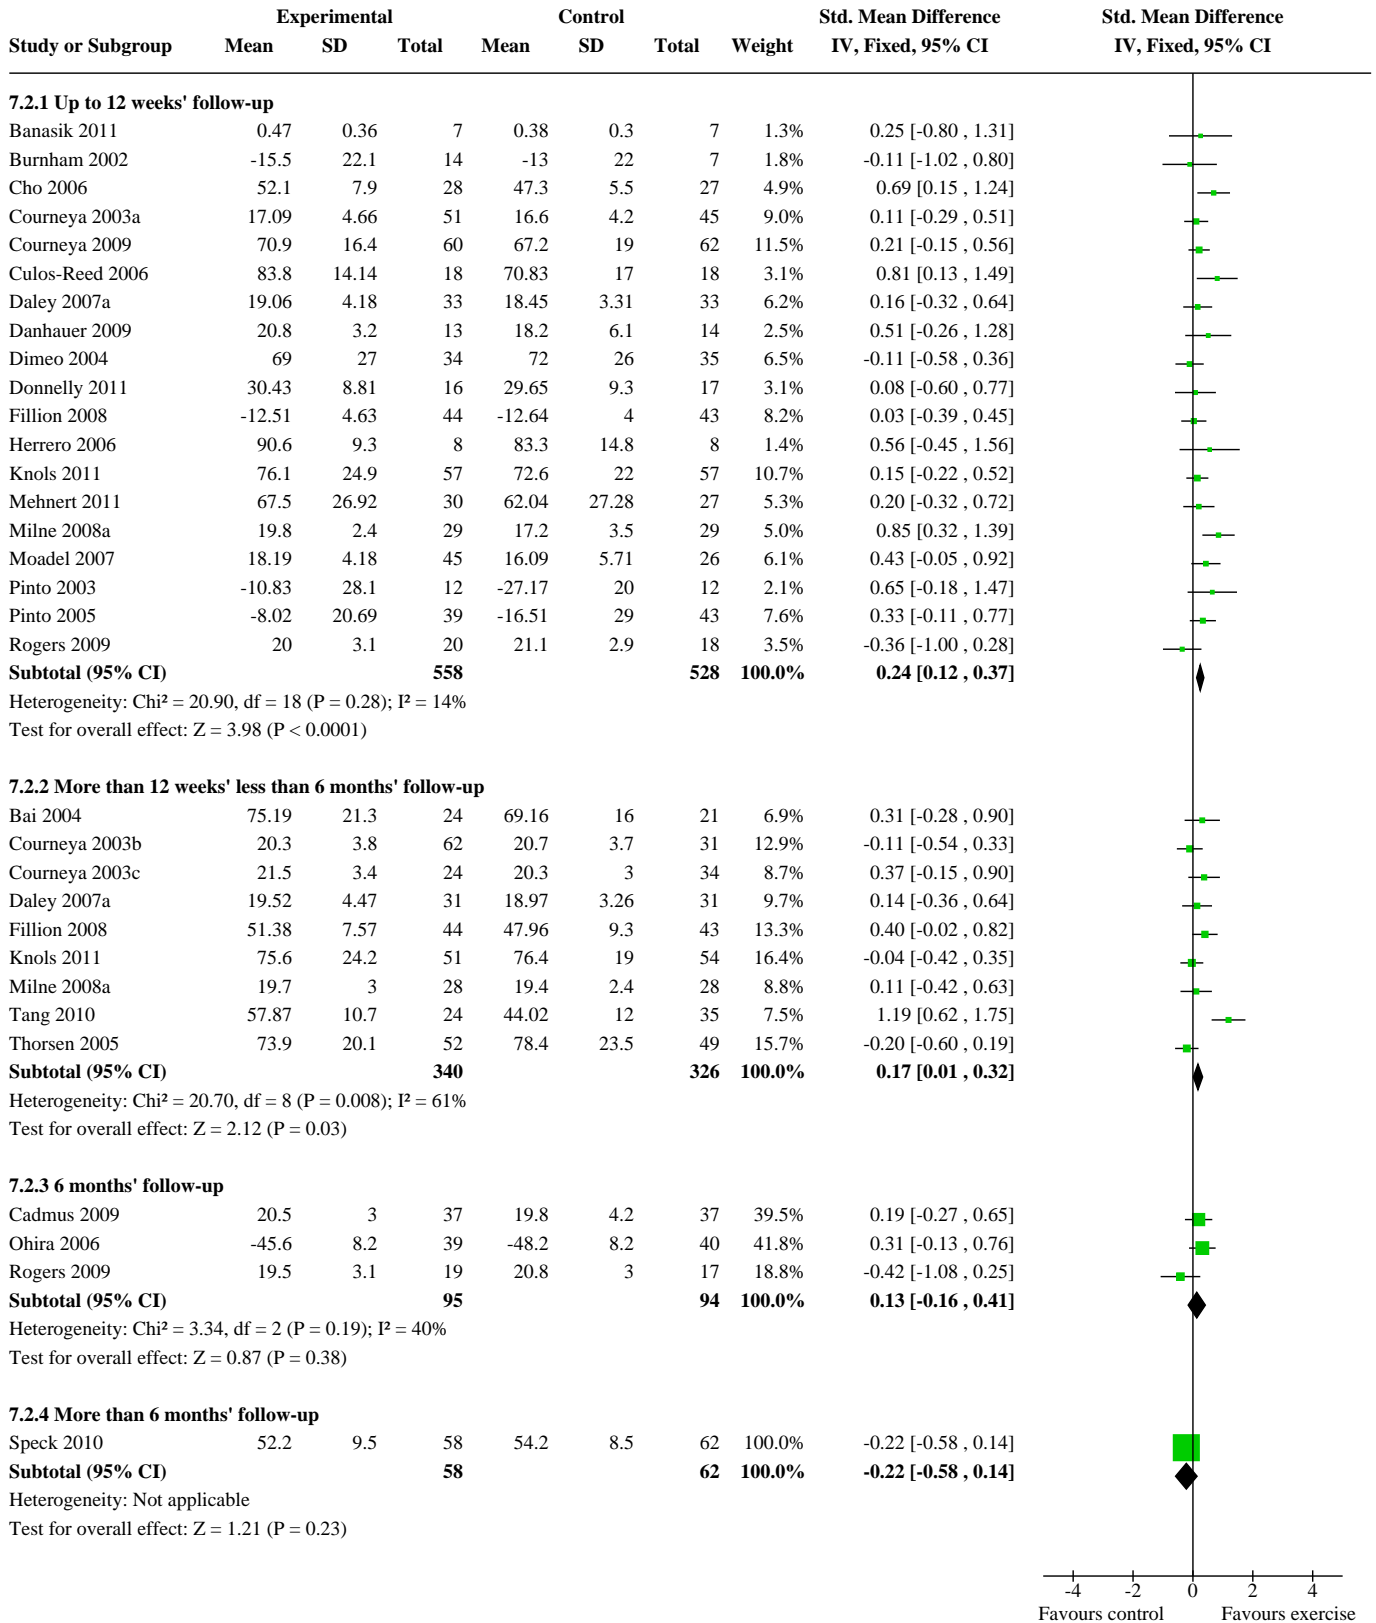 Experimental Control Std. Mean Difference Std. Mean Difference
Study or Subgroup Mean SD Total Mean SD Total Weight IV, Fixed, 95% CI IV, Fixed, 95% CI
7.2.1 Up to 12 weeks' follow-up
Banasik 2011 0.47 0.36 7 0.38 0.3 7 1.3% 0.25 [-0.80 , 1.31]
Burnham 2002 -15.5 22.1 14 -13 22 7 1.8% -0.11 [-1.02 , 0.80]
Cho 2006 52.1 7.9 28 47.3 5.5 27 4.9% 0.69 [0.15 , 1.24]
Courneya 2003a 17.09 4.66 51 16.6 4.2 45 9.0% 0.11 [-0.29 , 0.51]
Courneya 2009 70.9 16.4 60 67.2 19 62 11.5% 0.21 [-0.15 , 0.56]
Culos-Reed 2006 83.8 14.14 18 70.83 17 18 3.1% 0.81 [0.13 , 1.49]
Daley 2007a 19.06 4.18 33 18.45 3.31 33 6.2% 0.16 [-0.32 , 0.64]
Danhauer 2009 20.8 3.2 13 18.2 6.1 14 2.5% 0.51 [-0.26 , 1.28]
Dimeo 2004 69 27 34 72 26 35 6.5% -0.11 [-0.58 , 0.36]
Donnelly 2011 30.43 8.81 16 29.65 9.3 17 3.1% 0.08 [-0.60 , 0.77]
Fillion 2008 -12.51 4.63 44 -12.64 4 43 8.2% 0.03 [-0.39 , 0.45]
Herrero 2006 90.6 9.3 8 83.3 14.8 8 1.4% 0.56 [-0.45 , 1.56]
Knols 2011 76.1 24.9 57 72.6 22 57 10.7% 0.15 [-0.22 , 0.52]
Mehnert 2011 67.5 26.92 30 62.04 27.28 27 5.3% 0.20 [-0.32 , 0.72]
Milne 2008a 19.8 2.4 29 17.2 3.5 29 5.0% 0.85 [0.32 , 1.39]
Moadel 2007 18.19 4.18 45 16.09 5.71 26 6.1% 0.43 [-0.05 , 0.92]
Pinto 2003 -10.83 28.1 12 -27.17 20 12 2.1% 0.65 [-0.18 , 1.47]
Pinto 2005 -8.02 20.69 39 -16.51 29 43 7.6% 0.33 [-0.11 , 0.77]
Rogers 2009 20 3.1 20 21.1 2.9 18 3.5% -0.36 [-1.00 , 0.28]
Subtotal (95% CI) 558 528 100.0% 0.24 [0.12 , 0.37]
Heterogeneity: Chi² = 20.90, df = 18 (P = 0.28); I² = 14%
Test for overall effect: Z = 3.98 (P < 0.0001)
7.2.2 More than 12 weeks' less than 6 months' follow-up
Bai 2004 75.19 21.3 24 69.16 16 21 6.9% 0.31 [-0.28 , 0.90]
Courneya 2003b 20.3 3.8 62 20.7 3.7 31 12.9% -0.11 [-0.54 , 0.33]
Courneya 2003c 21.5 3.4 24 20.3 3 34 8.7% 0.37 [-0.15 , 0.90]
Daley 2007a 19.52 4.47 31 18.97 3.26 31 9.7% 0.14 [-0.36 , 0.64]
Fillion 2008 51.38 7.57 44 47.96 9.3 43 13.3% 0.40 [-0.02 , 0.82]
Knols 2011 75.6 24.2 51 76.4 19 54 16.4% -0.04 [-0.42 , 0.35]
Milne 2008a 19.7 3 28 19.4 2.4 28 8.8% 0.11 [-0.42 , 0.63]
Tang 2010 57.87 10.7 24 44.02 12 35 7.5% 1.19 [0.62 , 1.75]
Thorsen 2005 73.9 20.1 52 78.4 23.5 49 15.7% -0.20 [-0.60 , 0.19]
Subtotal (95% CI) 340 326 100.0% 0.17 [0.01 , 0.32]
Heterogeneity: Chi² = 20.70, df = 8 (P = 0.008); I² = 61%
Test for overall effect: Z = 2.12 (P = 0.03)
7.2.3 6 months' follow-up
Cadmus 2009 20.5 3 37 19.8 4.2 37 39.5% 0.19 [-0.27 , 0.65]
Ohira 2006 -45.6 8.2 39 -48.2 8.2 40 41.8% 0.31 [-0.13 , 0.76]
Rogers 2009 19.5 3.1 19 20.8 3 17 18.8% -0.42 [-1.08 , 0.25]
Subtotal (95% CI) 95 94 100.0% 0.13 [-0.16 , 0.41]
Heterogeneity: Chi² = 3.34, df = 2 (P = 0.19); I² = 40%
Test for overall effect: Z = 0.87 (P = 0.38)
7.2.4 More than 6 months' follow-up
Speck 2010 52.2 9.5 58 54.2 8.5 62 100.0% -0.22 [-0.58 , 0.14]
Subtotal (95% CI) 58 62 100.0% -0.22 [-0.58 , 0.14]
Heterogeneity: Not applicable
Test for overall effect: Z = 1.21 (P = 0.23)
-4 -2 0 2 4
Favours control Favours exercise